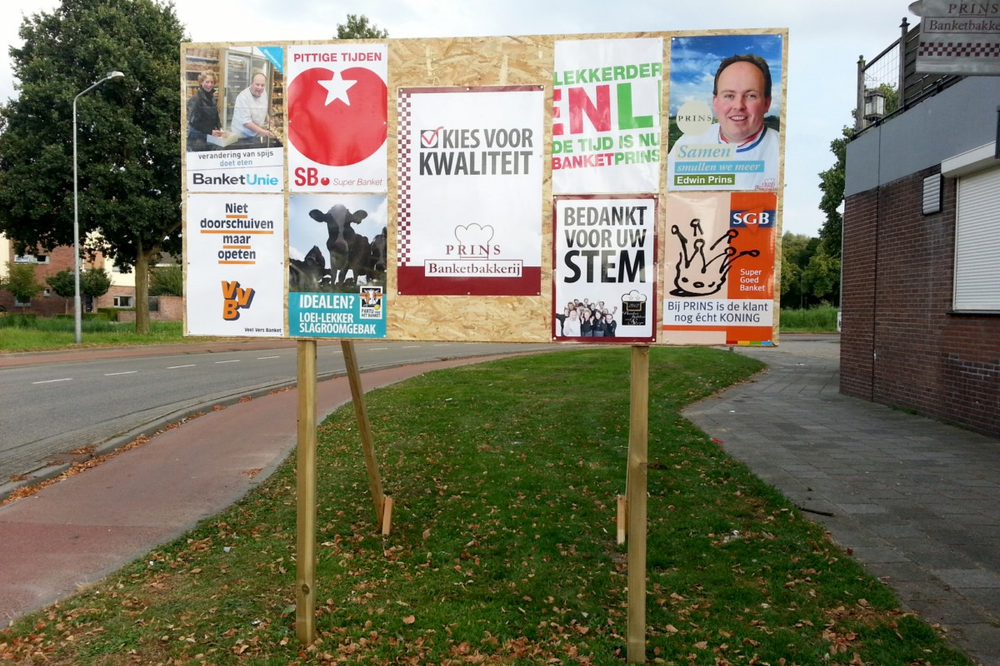 verandering van spijs
doet eten
BanketUnie
PITTIGE TIJDEN
SB Super Banket
Niet
doorschuiven
maar
opeten
VVB
Veel Vers Banket
IDEALEN?
LOEI-LEKKER
SLAGROOMGEBAK
PARTIJ voor
HET BANKET
KIES VOOR
KWALITEIT
PRINS
Banketbakkerij
LEKKERDER
ENL
DE TIJD IS NU
BANKETPRINS
PRINS
Samen
smullen we meer
Edwin Prins
BEDANKT
VOOR UW
STEM
SGB
Super
Goed
Banket
Bij PRINS is de klant
nog écht KONING
PRINS
Banketbakke